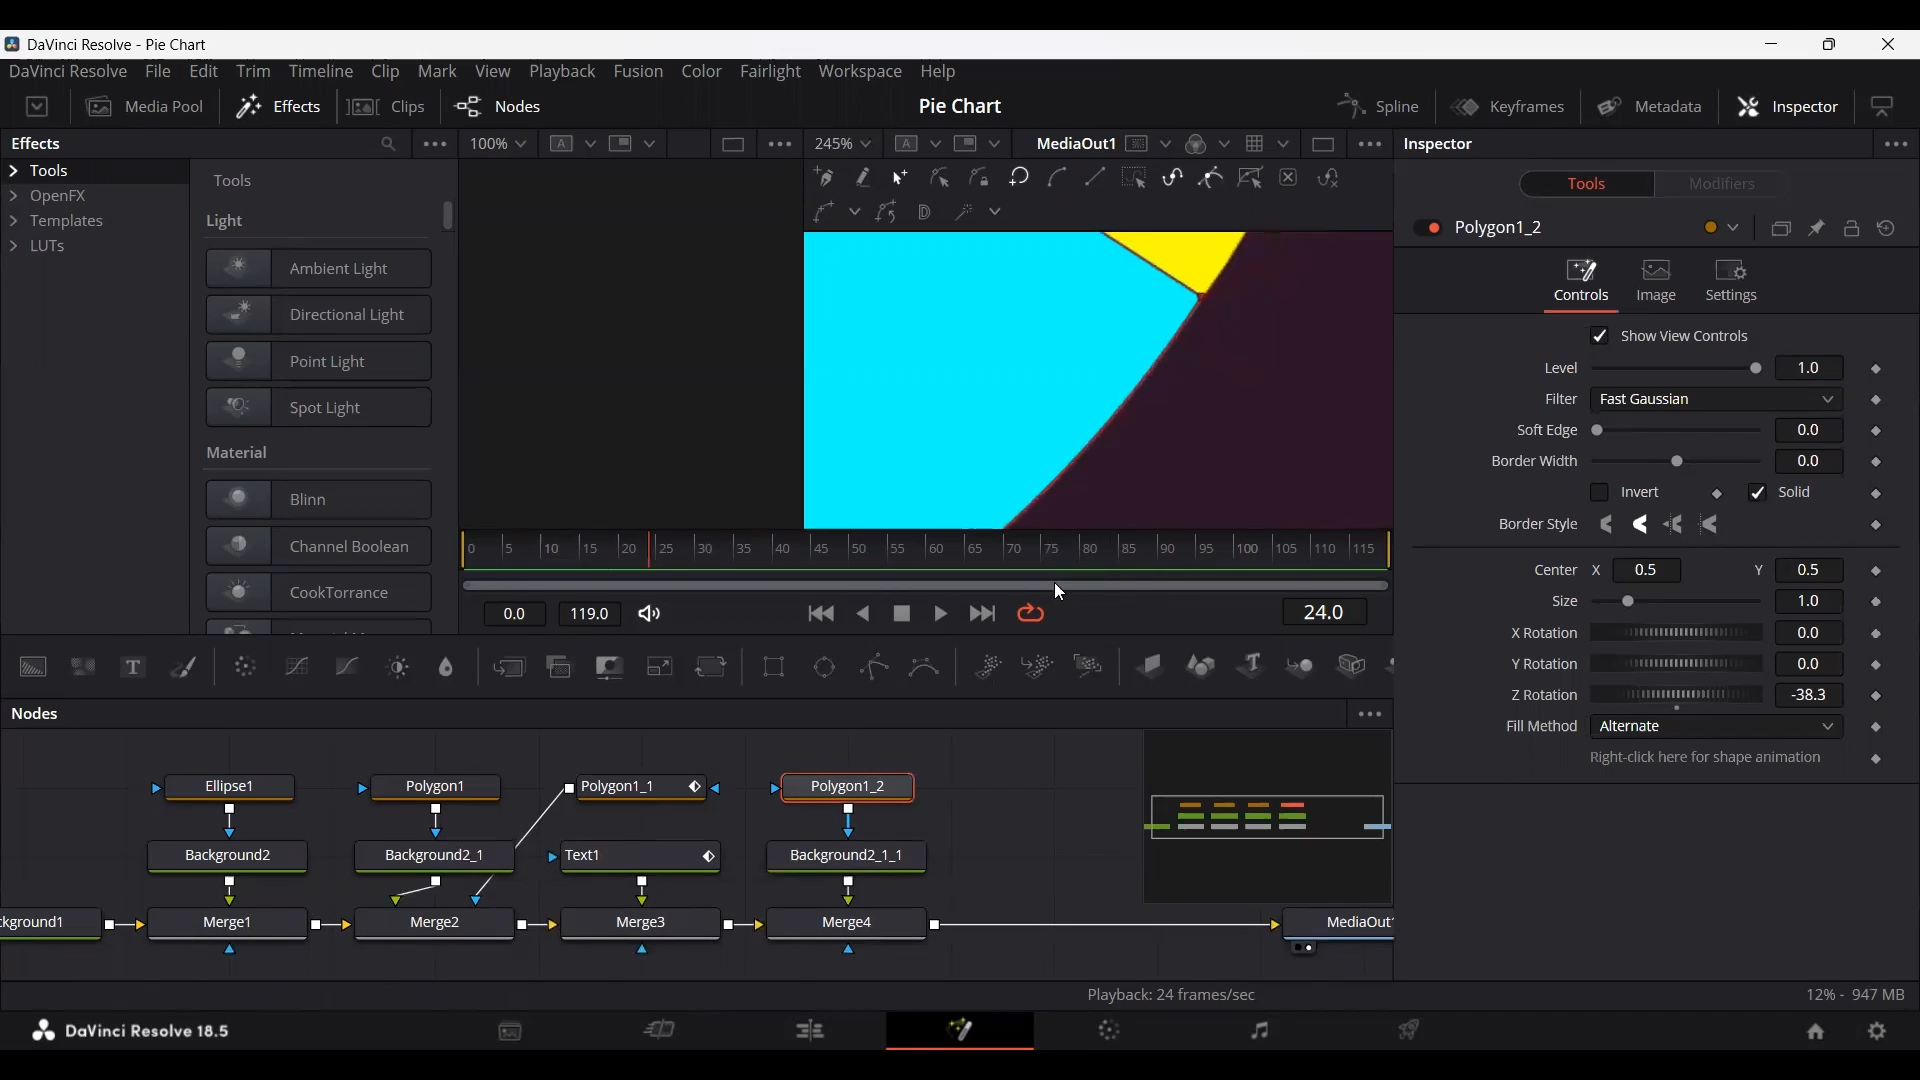 DaVinci Resolve - Pie Chart
DaVinci Resolve File Edit Trim Timeline Clip Mark View Playback Fusion Color Fairlight Workspace Help
Media Pool Effects Clips Nodes Pie Chart Spline Keyframes Metadata Inspector
Effects 100% A 245% A MediaOut1 Inspector
Tools
OpenFX
Templates
LUTs
Tools
Light
Ambient Light
Directional Light
Point Light
Spot Light
Material
Blinn
Channel Boolean
CookTorrance
0 5 10 15 20 25 30 35 40 45 50 55 60 65 70 75 80 85 90 95 100 105 110 115
0.0 119.0 24.0
Tools Modifiers
Polygon1_2
Controls Image Settings
Show View Controls
Level 1.0
Filter Fast Gaussian
Soft Edge 0.0
Border Width 0.0
Invert Solid
Border Style
Center X 0.5 Y 0.5
Size 1.0
X Rotation 0.0
Y Rotation 0.0
Z Rotation -38.3
Fill Method Alternate
Right-click here for shape animation
Nodes
Ellipse1 Polygon1 Polygon1_1 Polygon1_2
Background2 Background2_1 Text1 Background2_1_1
kground1 Merge1 Merge2 Merge3 Merge4 MediaOut
Playback: 24 frames/sec 12% - 947 MB
DaVinci Resolve 18.5